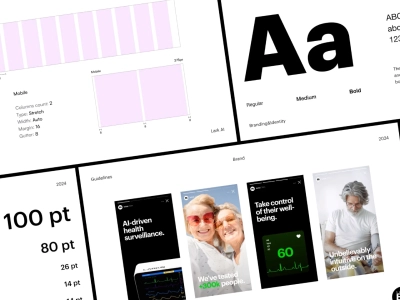 Mobile
Columns count: 2
Type: Stretch
Width: Auto
Margin: 16
Gutter: 8
Mobile
Lack AI
Aa
ABC
abc
123
Regular
Medium
Bold
Branding&Identity
2024
100 pt
80 pt
26 pt
14 pt
Guidelines
Brand
2024
AI-driven
health
surveillance.
We've tested
+300k people.
Take control
of their well-
being.
60
Unbelievably
intuitive on the
outside.